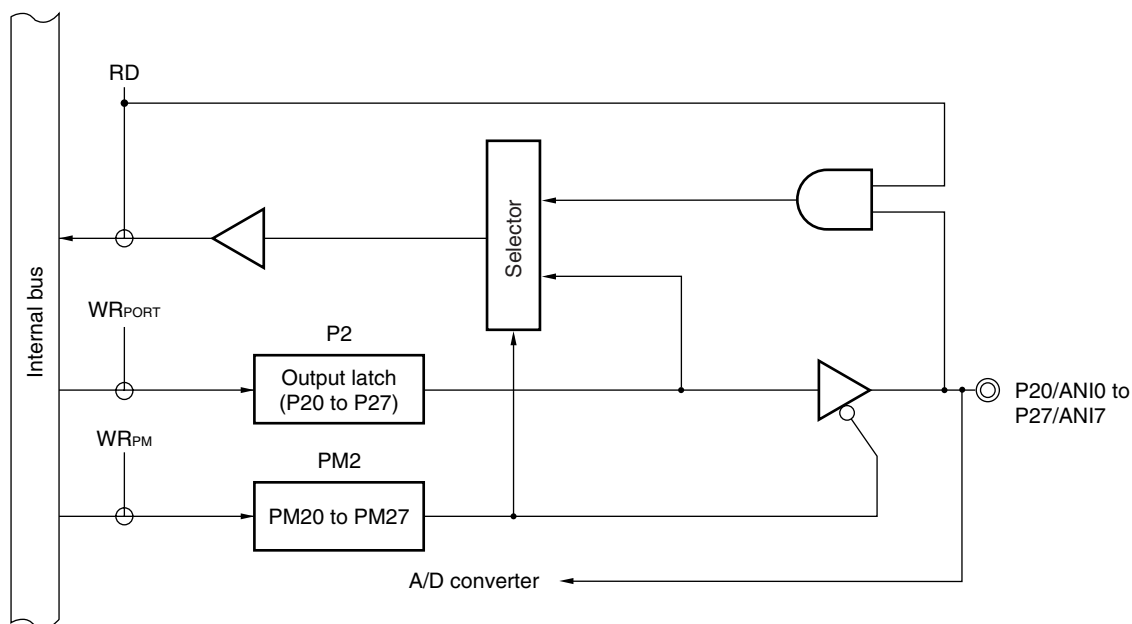 RD
Internal bus
Selector
WRPORT
P2
Output latch
(P20 to P27)
P20/ANI0 to
P27/ANI7
WRPM
PM2
PM20 to PM27
A/D converter